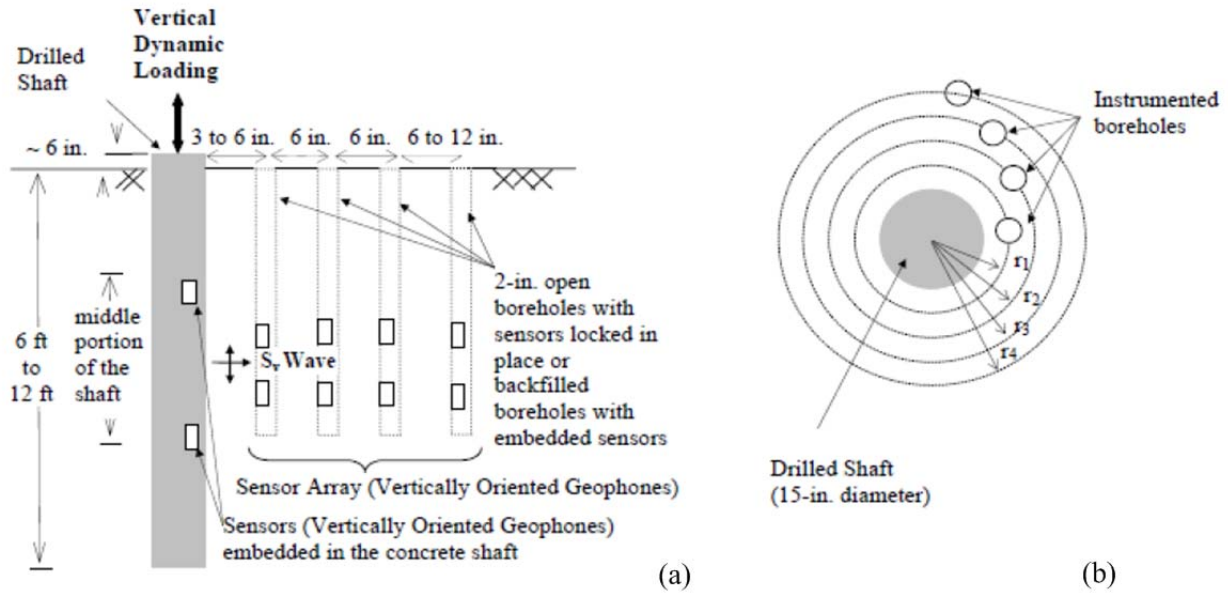 Vertical
Dynamic
Loading
Drilled
Shaft
~ 6 in.
3 to 6 in.
6 in.
6 in.
6 to 12 in.
6 ft
to
12 ft
middle
portion
of the
shaft
Sv Wave
2-in. open
boreholes with
sensors locked in
place or
backfilled
boreholes with
embedded sensors
Sensor Array (Vertically Oriented Geophones)
Sensors (Vertically Oriented Geophones)
embedded in the concrete shaft
(a)
Instrumented
boreholes
r1
r2
r3
r4
Drilled Shaft
(15-in. diameter)
(b)